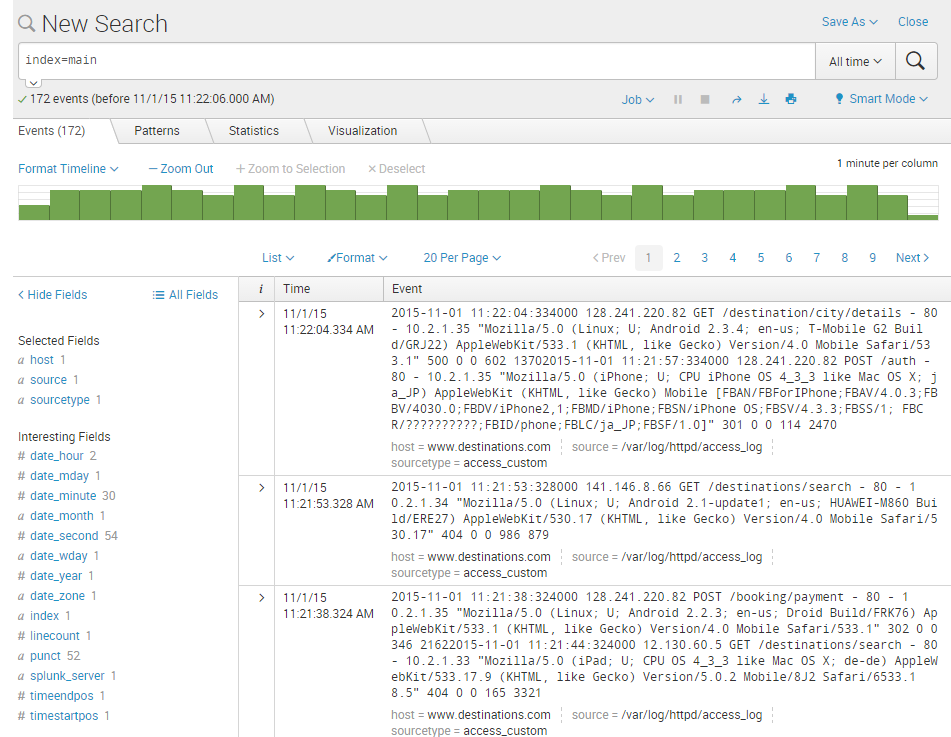 New Search
Save As
Close
index=main
All time
172 events (before 11/1/15 11:22:06.000 AM)
Job
Smart Mode
Events (172)
Patterns
Statistics
Visualization
Format Timeline
— Zoom Out
+ Zoom to Selection
× Deselect
1 minute per column
List
Format
20 Per Page
< Prev
1
2
3
4
5
6
7
8
9
Next >
< Hide Fields
All Fields
Selected Fields
a host 1
a source 1
a sourcetype 1
Interesting Fields
# date_hour 2
# date_mday 1
# date_minute 30
a date_month 1
# date_second 54
a date_wday 1
# date_year 1
a date_zone 1
a index 1
# linecount 1
a punct 52
a splunk_server 1
# timeendpos 1
# timestartpos 1
i
Time
Event
11/1/15
11:22:04.334 AM
2015-11-01 11:22:04:334000 128.241.220.82 GET /destination/city/details - 80
- 10.2.1.35 "Mozilla/5.0 (Linux; U; Android 2.3.4; en-us; T-Mobile G2 Buil
d/GRJ22) AppleWebKit/533.1 (KHTML, like Gecko) Version/4.0 Mobile Safari/53
3.1" 500 0 0 602 13702015-11-01 11:21:57:334000 128.241.220.82 POST /auth -
80 - 10.2.1.35 "Mozilla/5.0 (iPhone; U; CPU iPhone OS 4_3_3 like Mac OS X; j
a_JP) AppleWebKit (KHTML, like Gecko) Mobile [FBAN/FBForIPhone;FBAV/4.0.3;FB
BV/4030.0;FBDV/iPhone2,1;FBMD/iPhone;FBSN/iPhone OS;FBSV/4.3.3;FBSS/1; FBC
R/??????????;FBID/phone;FBLC/ja_JP;FBSF/1.0]" 301 0 0 114 2470
host = www.destinations.com
source = /var/log/httpd/access_log
sourcetype = access_custom
11/1/15
11:21:53.328 AM
2015-11-01 11:21:53:328000 141.146.8.66 GET /destinations/search - 80 - 1
0.2.1.34 "Mozilla/5.0 (Linux; U; Android 2.1-update1; en-us; HUAWEI-M860 Bui
ld/ERE27) AppleWebKit/530.17 (KHTML, like Gecko) Version/4.0 Mobile Safari/5
30.17" 404 0 0 986 879
host = www.destinations.com
source = /var/log/httpd/access_log
sourcetype = access_custom
11/1/15
11:21:38.324 AM
2015-11-01 11:21:38:324000 128.241.220.82 POST /booking/payment - 80 - 1
0.2.1.35 "Mozilla/5.0 (Linux; U; Android 2.2.3; en-us; Droid Build/FRK76) Ap
pleWebKit/533.1 (KHTML, like Gecko) Version/4.0 Mobile Safari/533.1" 302 0 0
346 21622015-11-01 11:21:44:324000 12.130.60.5 GET /destinations/search - 80
- 10.2.1.33 "Mozilla/5.0 (iPad; U; CPU OS 4_3_3 like Mac OS X; de-de) AppleW
ebKit/533.17.9 (KHTML, like Gecko) Version/5.0.2 Mobile/8J2 Safari/6533.1
8.5" 404 0 0 165 3321
host = www.destinations.com
source = /var/log/httpd/access_log
sourcetype = access_custom